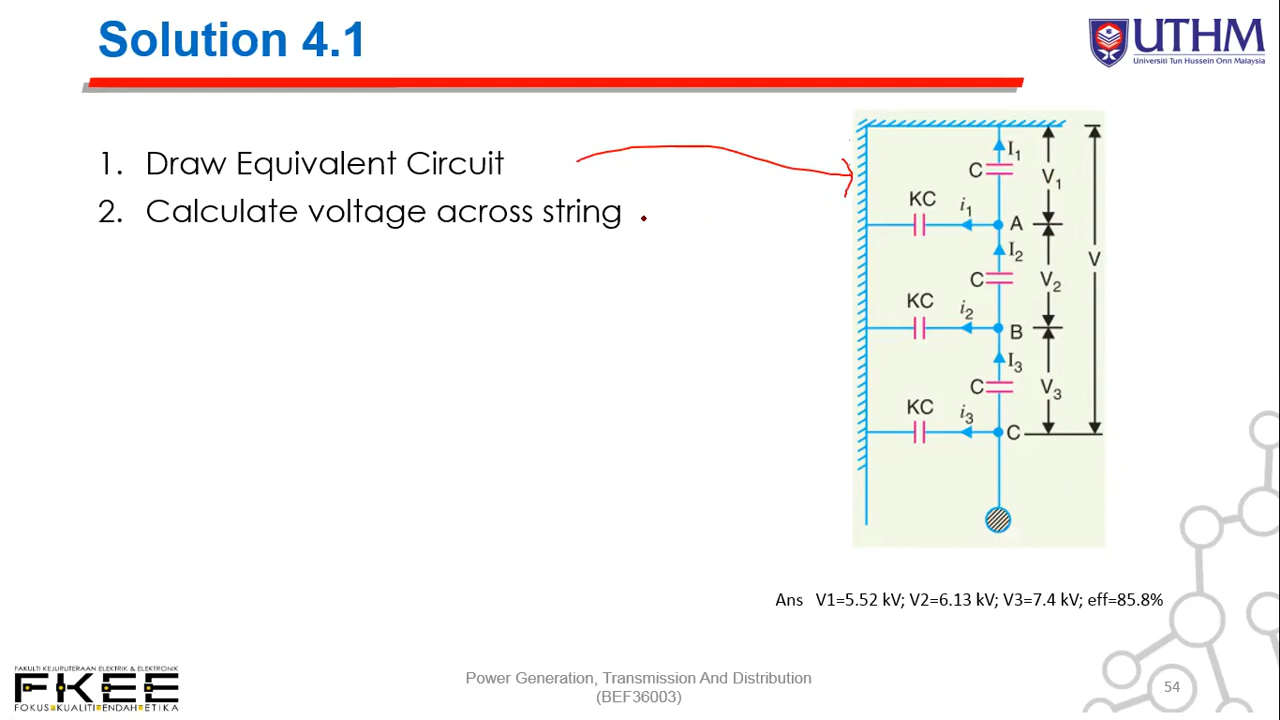 Solution 4.1
UTHM
Universiti Tun Hussein Onn Malaysia
1. Draw Equivalent Circuit
2. Calculate voltage across string
I1
C
V1
KC
i1
A
I2
V
C
V2
KC
i2
B
I3
C
V3
KC
i3
C
Ans V1=5.52 kV; V2=6.13 kV; V3=7.4 kV; eff=85.8%
FAKULTI KEJURUTERAAN ELEKTRIK & ELEKTRONIK
FKEE
FOKUS●KUALITI●ENDAH●ETIKA
Power Generation, Transmission And Distribution
(BEF36003)
54